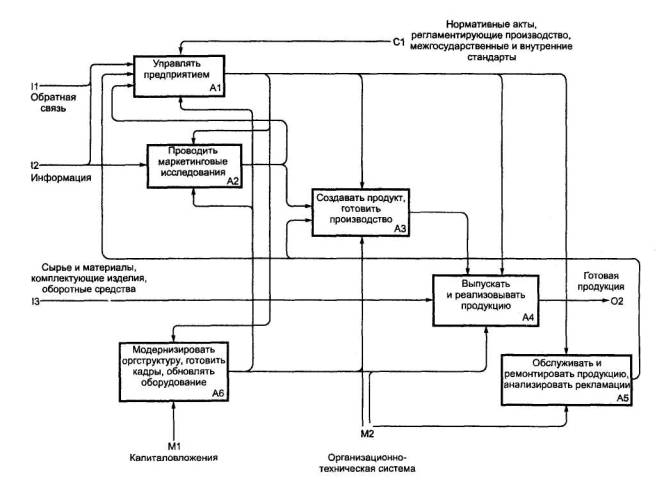 Нормативные акты,
регламентирующие производство,
межгосударственные и внутренние
стандарты
C1
Управлять
предприятием
A1
I1
Обратная
связь
I2
Информация
Проводить
маркетинговые
исследования
A2
Создавать продукт,
готовить
производство
A3
Сырье и материалы,
комплектующие изделия,
оборотные средства
I3
Выпускать
и реализовывать
продукцию
A4
Готовая
продукция
O2
Модернизировать
оргструктуру, готовить
кадры, обновлять
оборудование
A6
Обслуживать и
ремонтировать продукцию,
анализировать рекламации
A5
M1
Капиталовложения
M2
Организационно-
техническая система